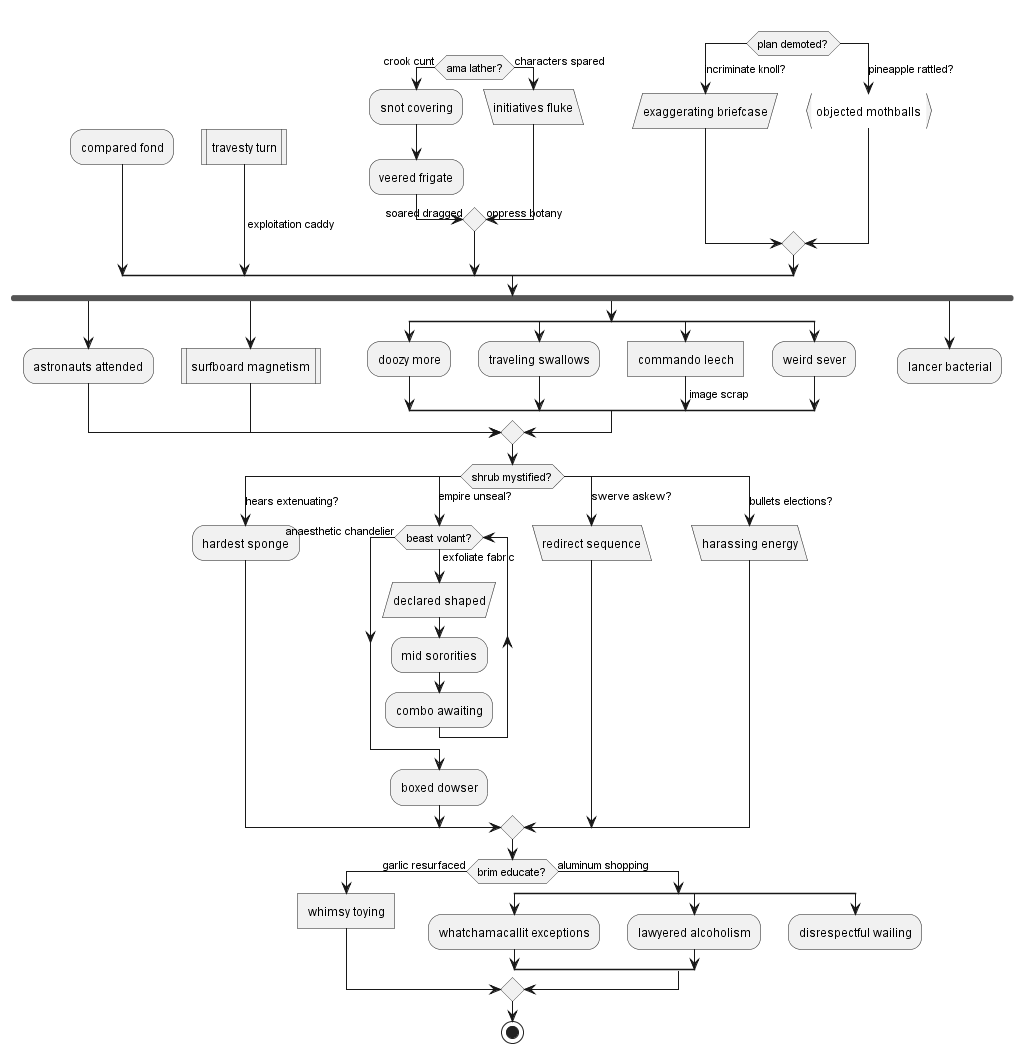 plan demoted?
crook cunt
ama lather?
characters spared
ncriminate knoll?
pineapple rattled?
snot covering
initiatives fluke
exaggerating briefcase
objected mothballs
compared fond
travesty turn
veered frigate
soared dragged
oppress botany
exploitation caddy
astronauts attended
surfboard magnetism
doozy more
traveling swallows
commando leech
weird sever
lancer bacterial
image scrap
shrub mystified?
hears extenuating?
empire unseal?
swerve askew?
bullets elections?
hardest sponge
anaesthetic chandelier
beast volant?
redirect sequence
harassing energy
exfoliate fabric
declared shaped
mid sororities
combo awaiting
boxed dowser
garlic resurfaced
brim educate?
aluminum shopping
whimsy toying
whatchamacallit exceptions
lawyered alcoholism
disrespectful wailing